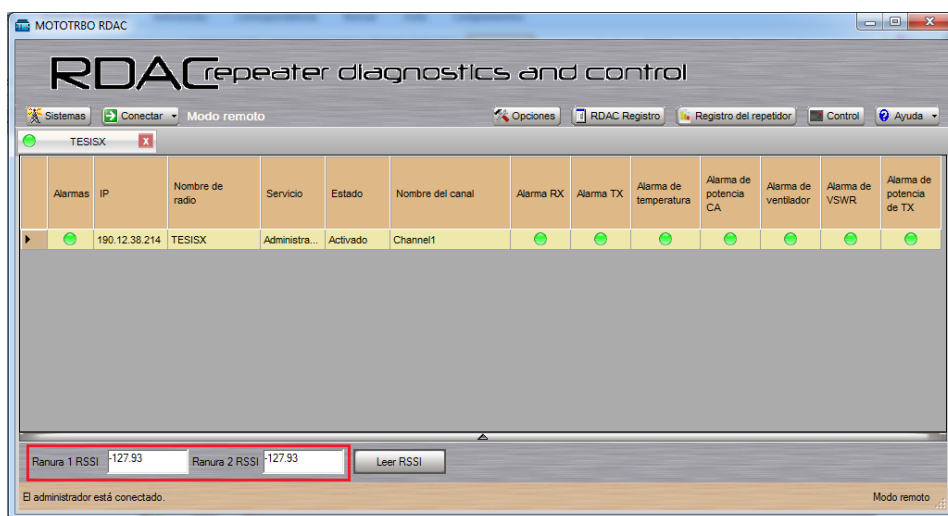 MOTOTRBO RDAC
RDAC repeater diagnostics and control
Sistemas Conectar Modo remoto Opciones RDAC Registro Registro del repetidor Control Ayuda
TESISX x
Alarmas IP Nombre de radio Servicio Estado Nombre del canal Alarma RX Alarma TX Alarma de temperatura Alarma de potencia CA Alarma de ventilador Alarma de VSWR Alarma de potencia de TX
190.12.38.214 TESISX Administra... Activado Channel1
Ranura 1 RSSI -127.93 Ranura 2 RSSI -127.93 Leer RSSI
El administrador está conectado. Modo remoto